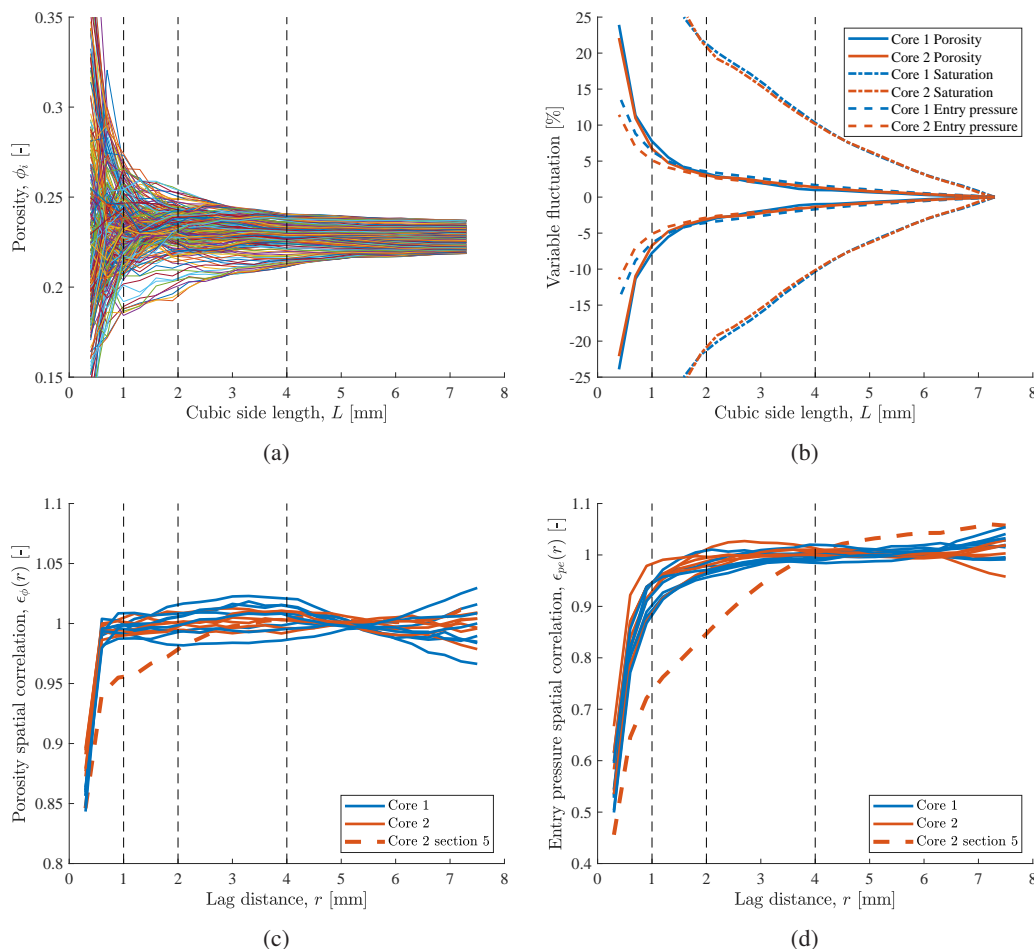 0.35
0.3
0.25
0.2
0.15
Porosity, ϕᵢ [-]
0 1 2 3 4 5 6 7 8
Cubic side length, L [mm]
(a)
25
20
15
10
5
0
-5
-10
-15
-20
-25
Variable fluctuation [%]
Core 1 Porosity
Core 2 Porosity
Core 1 Saturation
Core 2 Saturation
Core 1 Entry pressure
Core 2 Entry pressure
0 1 2 3 4 5 6 7 8
Cubic side length, L [mm]
(b)
1.1
1.05
1
0.95
0.9
0.85
0.8
Porosity spatial correlation, ϵϕ(r) [-]
Core 1
Core 2
Core 2 section 5
0 1 2 3 4 5 6 7 8
Lag distance, r [mm]
(c)
1.1
1
0.9
0.8
0.7
0.6
0.5
0.4
Entry pressure spatial correlation, ϵpe(r) [-]
Core 1
Core 2
Core 2 section 5
0 1 2 3 4 5 6 7 8
Lag distance, r [mm]
(d)